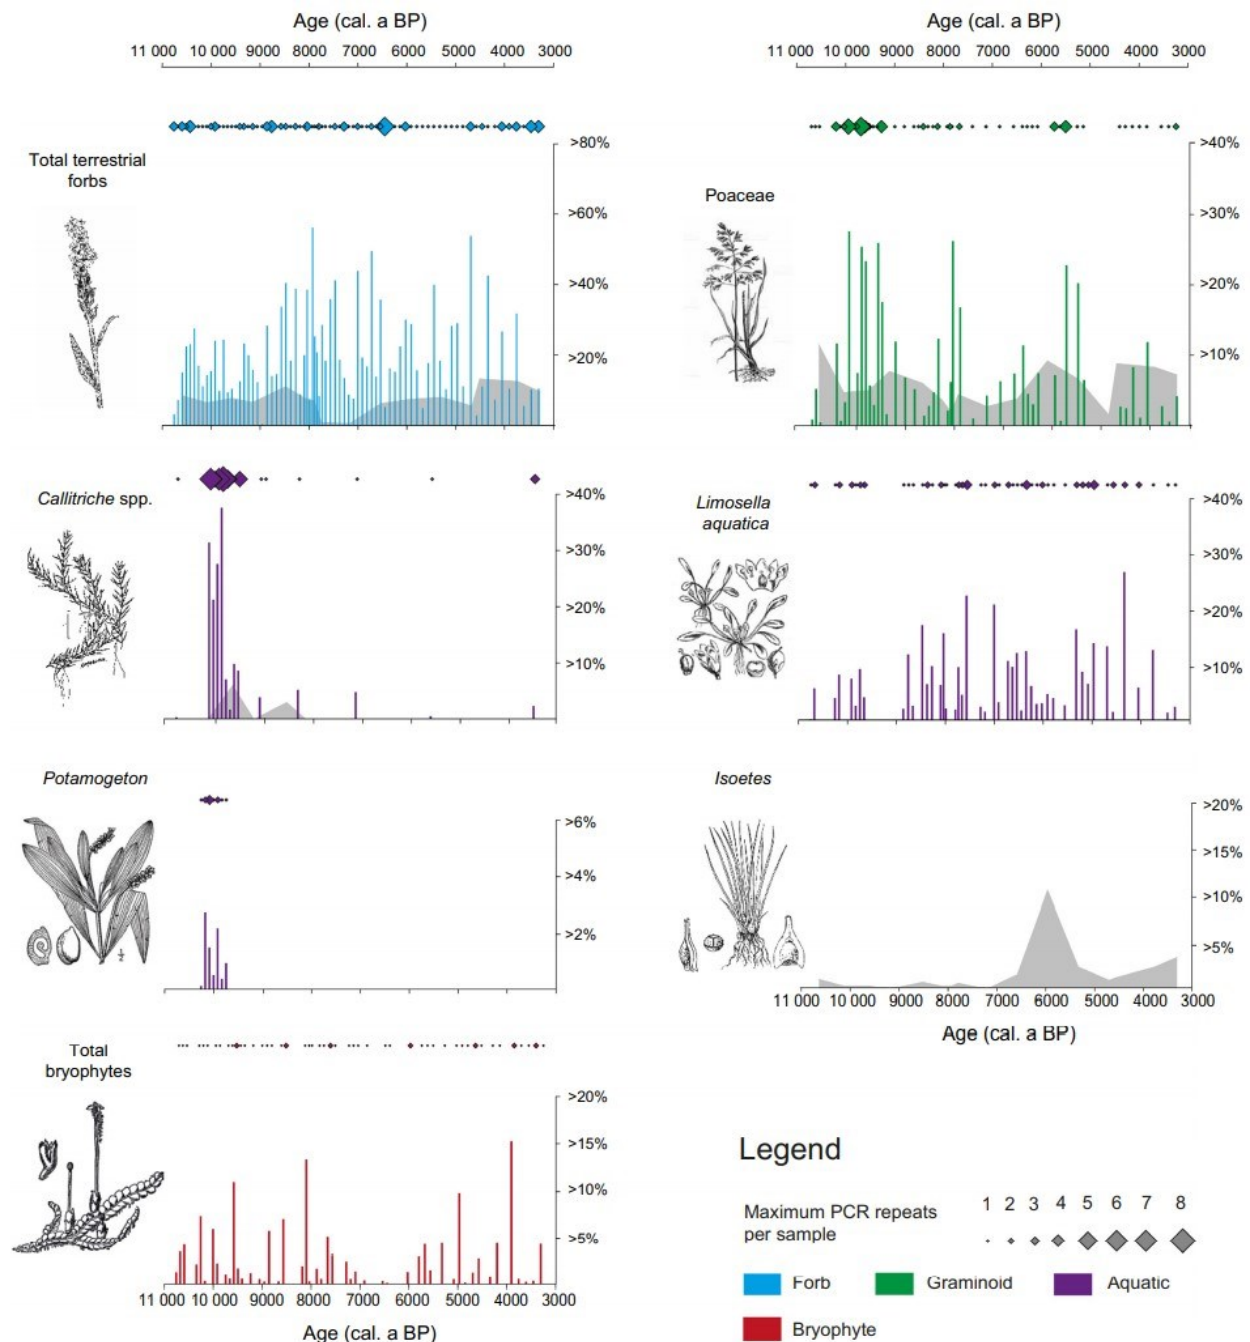 Age (cal. a BP)
11 000 10 000 9000 8000 7000 6000 5000 4000 3000
Age (cal. a BP)
11 000 10 000 9000 8000 7000 6000 5000 4000 3000
Total terrestrial
forbs
>80%
>60%
>40%
>20%
Poaceae
>40%
>30%
>20%
>10%
Callitriche spp.
>40%
>30%
>20%
>10%
Limosella
aquatica
>40%
>30%
>20%
>10%
Potamogeton
>6%
>4%
>2%
Isoetes
>20%
>15%
>10%
>5%
11 000 10 000 9000 8000 7000 6000 5000 4000 3000
Age (cal. a BP)
Total
bryophytes
>20%
>15%
>10%
>5%
11 000 10 000 9000 8000 7000 6000 5000 4000 3000
Age (cal. a BP)
Legend
Maximum PCR repeats
per sample
1 2 3 4 5 6 7 8
Forb
Graminoid
Aquatic
Bryophyte